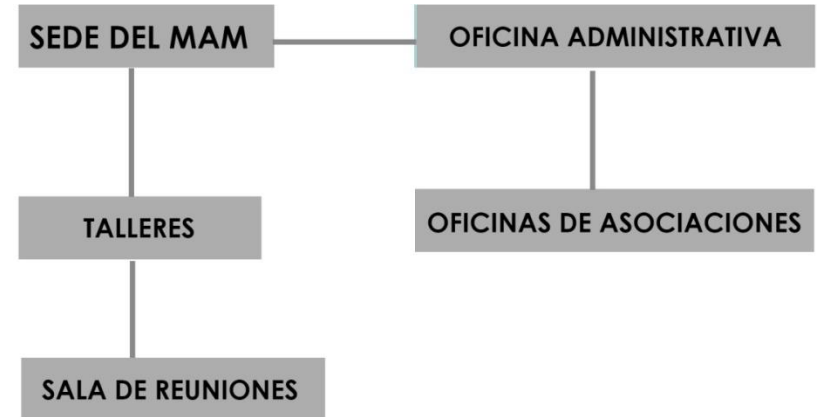 SEDE DEL MAM
OFICINA ADMINISTRATIVA
TALLERES
OFICINAS DE ASOCIACIONES
SALA DE REUNIONES